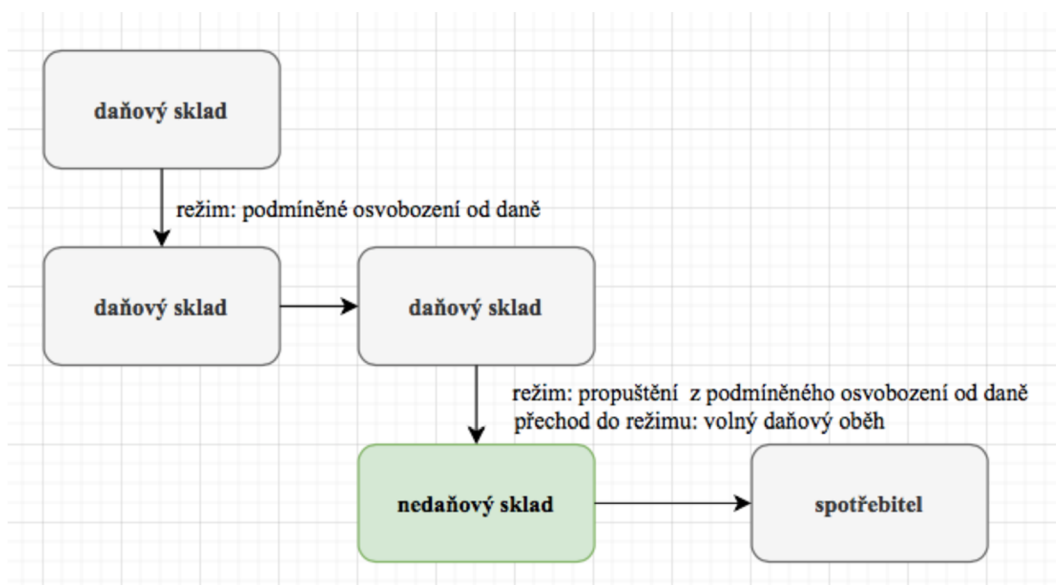 daňový sklad
režim: podmíněné osvobození od daně
daňový sklad
daňový sklad
režim: propuštění  z podmíněného osvobození od daně
přechod do režimu: volný daňový oběh
nedaňový sklad
spotřebitel